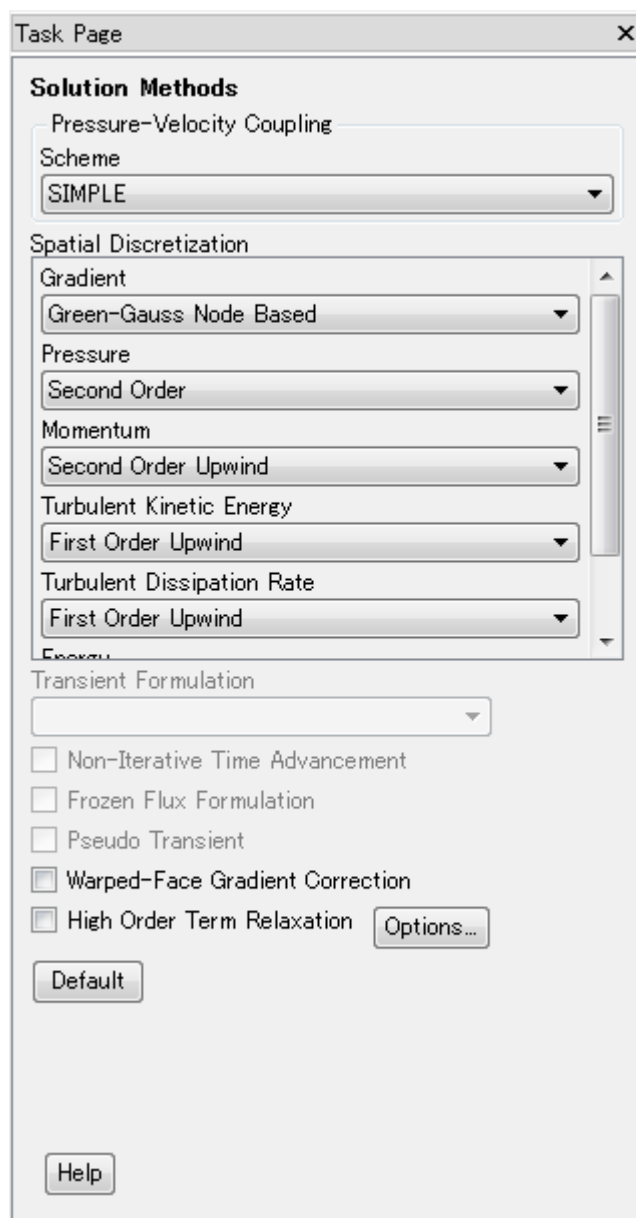 Task Page
Solution Methods
Pressure-Velocity Coupling
Scheme
SIMPLE
Spatial Discretization
Gradient
Green-Gauss Node Based
Pressure
Second Order
Momentum
Second Order Upwind
Turbulent Kinetic Energy
First Order Upwind
Turbulent Dissipation Rate
First Order Upwind
Energy
Transient Formulation
Non-Iterative Time Advancement
Frozen Flux Formulation
Pseudo Transient
Warped-Face Gradient Correction
High Order Term Relaxation Options...
Default
Help